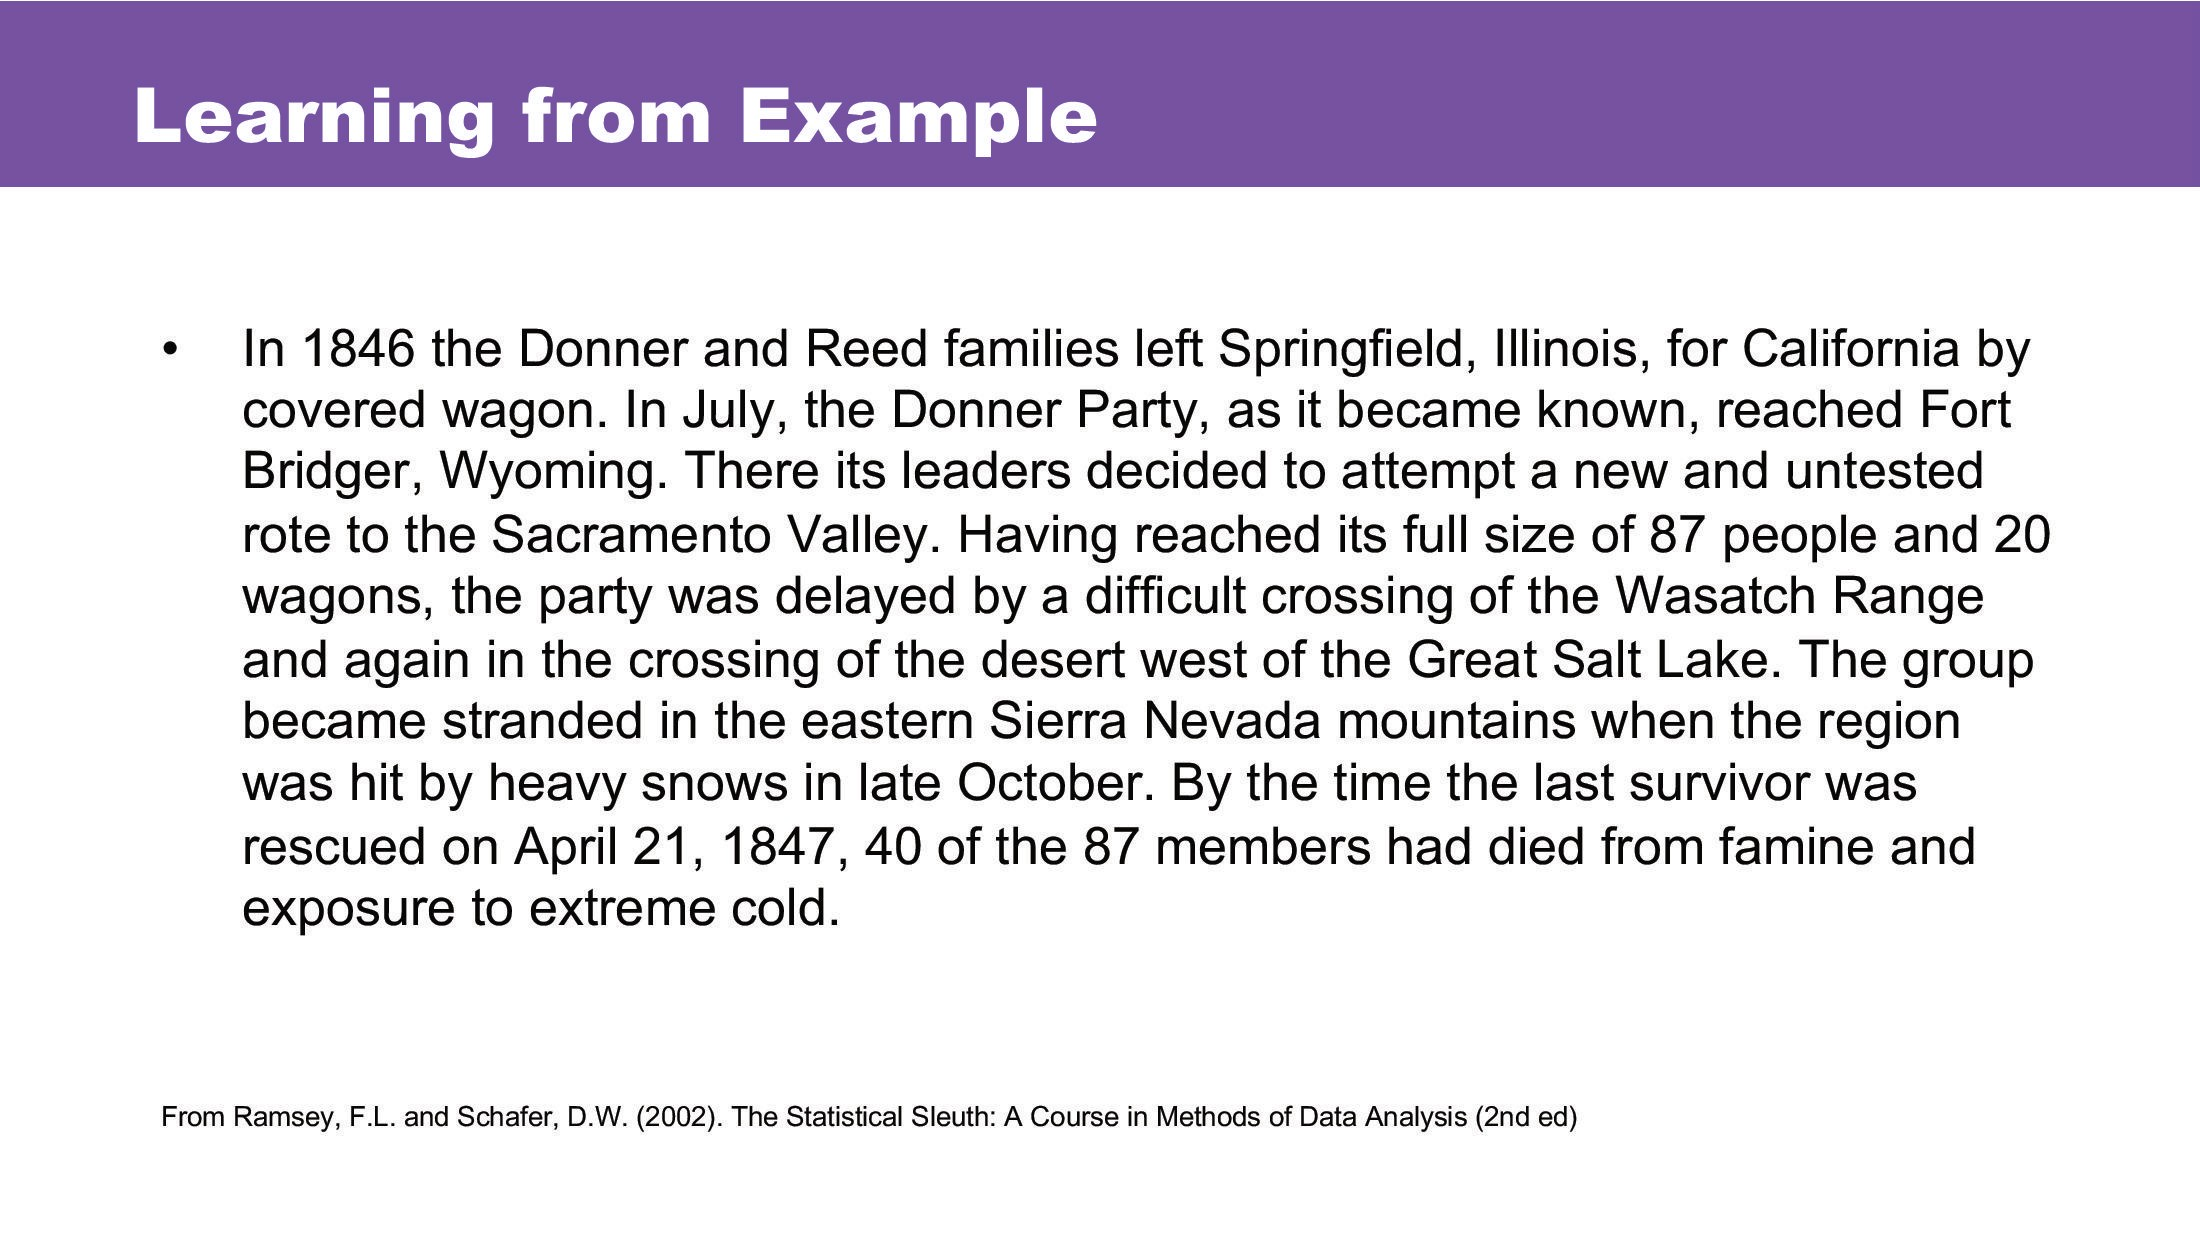 Learning from Example
• In 1846 the Donner and Reed families left Springfield, Illinois, for California by
covered wagon. In July, the Donner Party, as it became known, reached Fort
Bridger, Wyoming. There its leaders decided to attempt a new and untested
rote to the Sacramento Valley. Having reached its full size of 87 people and 20
wagons, the party was delayed by a difficult crossing of the Wasatch Range
and again in the crossing of the desert west of the Great Salt Lake. The group
became stranded in the eastern Sierra Nevada mountains when the region
was hit by heavy snows in late October. By the time the last survivor was
rescued on April 21, 1847, 40 of the 87 members had died from famine and
exposure to extreme cold.
From Ramsey, F.L. and Schafer, D.W. (2002). The Statistical Sleuth: A Course in Methods of Data Analysis (2nd ed)